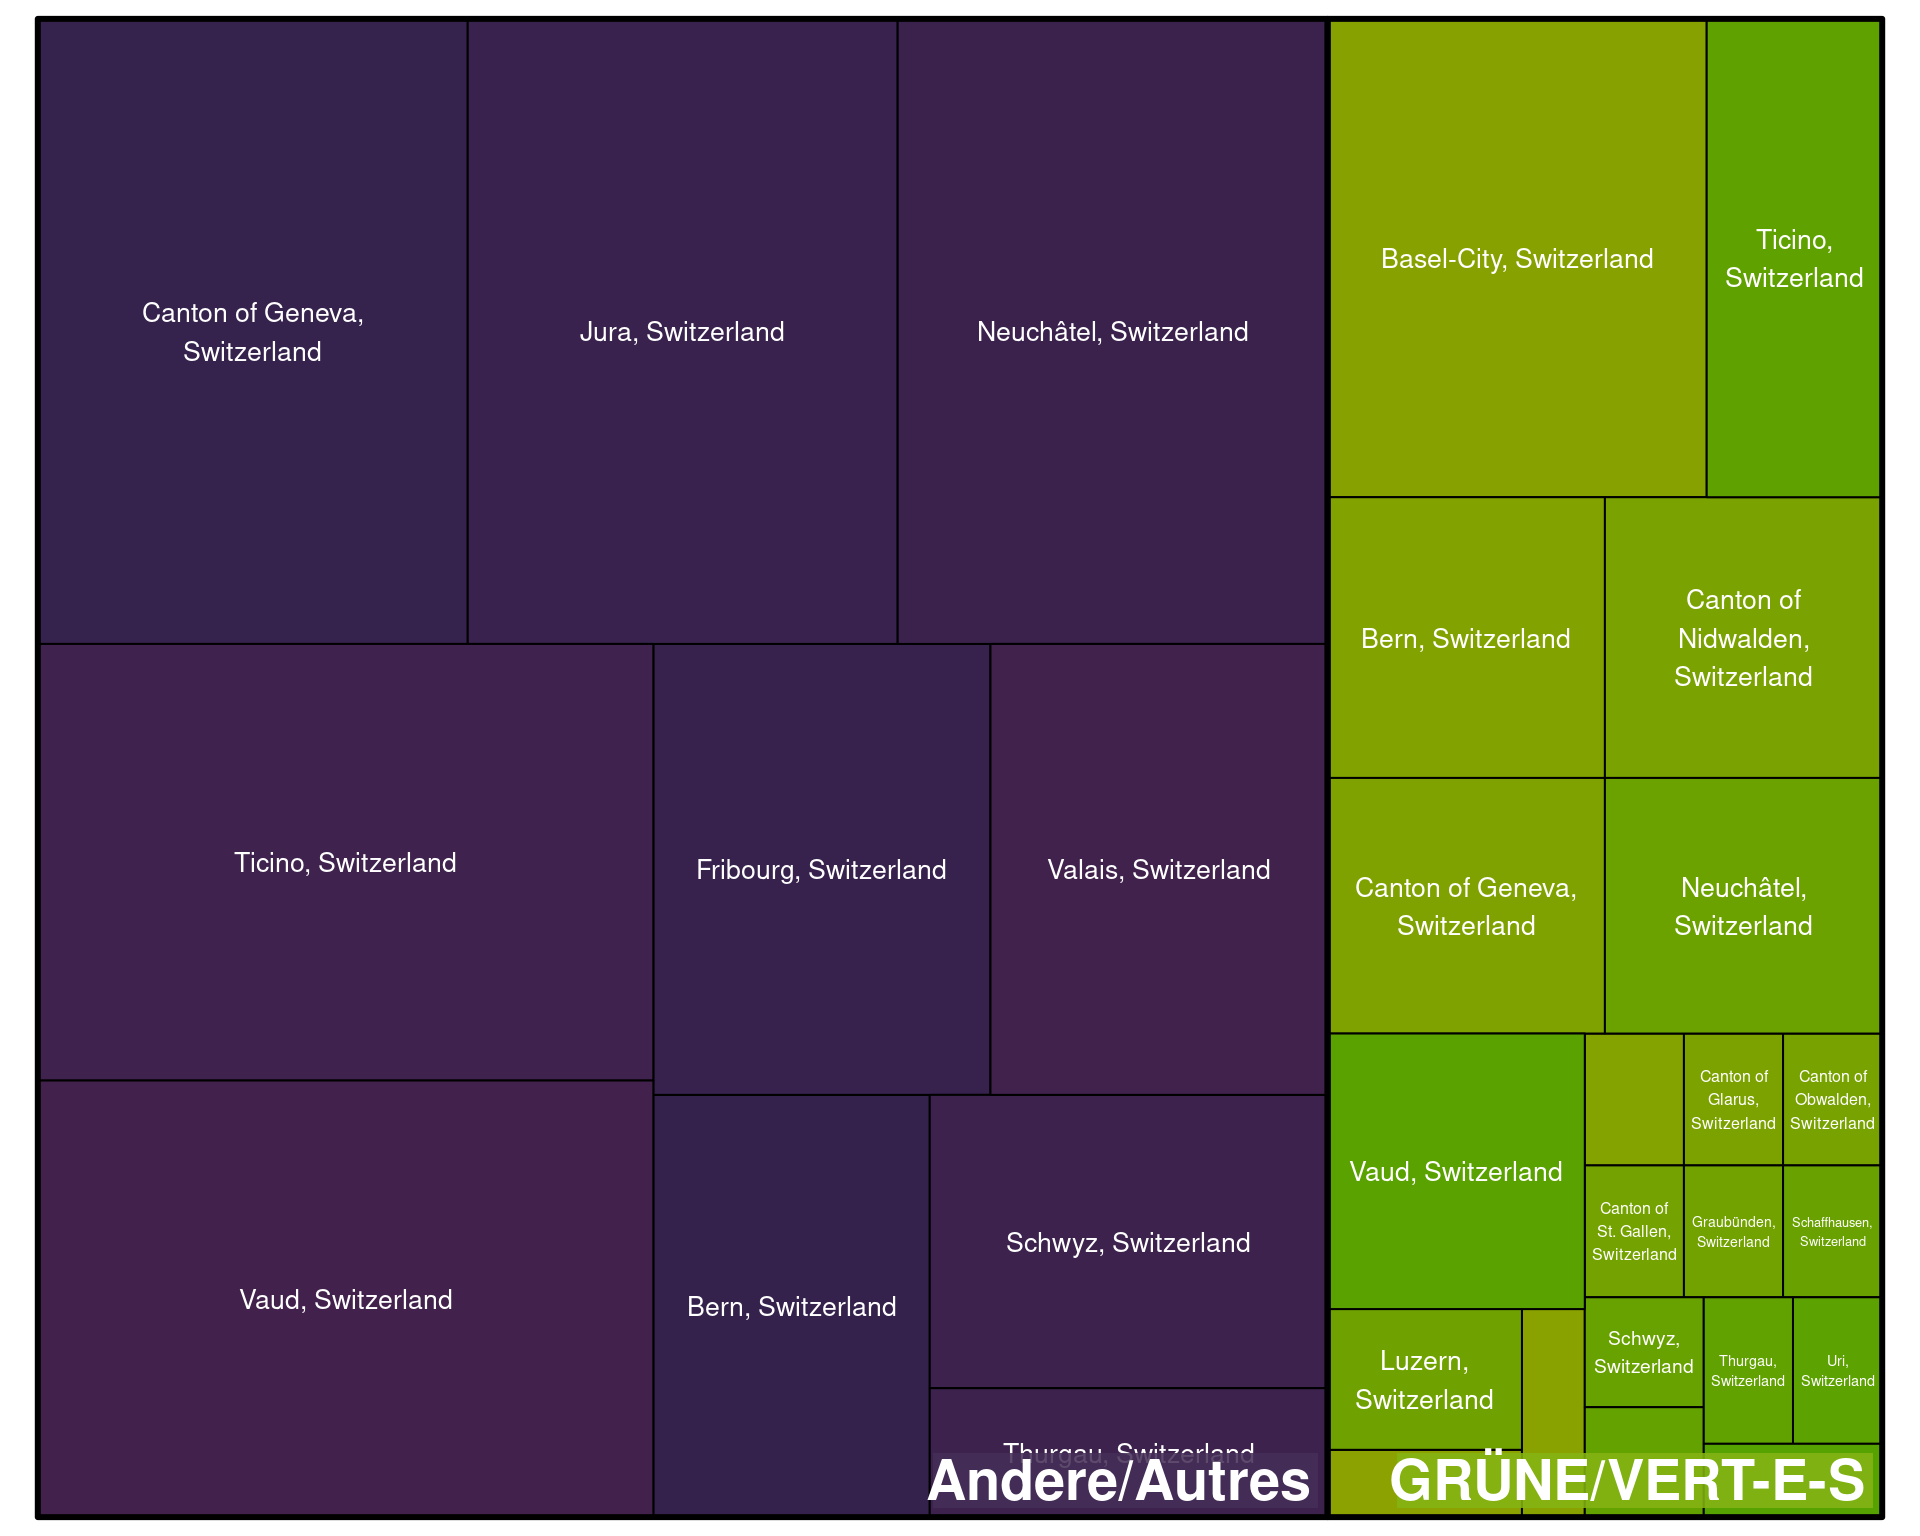 Canton of Geneva,
Switzerland
Jura, Switzerland
Neuchâtel, Switzerland
Ticino, Switzerland
Fribourg, Switzerland
Valais, Switzerland
Vaud, Switzerland
Bern, Switzerland
Schwyz, Switzerland
Thurgau, Switzerland
Andere/Autres
Basel-City, Switzerland
Ticino,
Switzerland
Bern, Switzerland
Canton of
Nidwalden,
Switzerland
Canton of Geneva,
Switzerland
Neuchâtel,
Switzerland
Vaud, Switzerland
Canton of
Glarus,
Switzerland
Canton of
Obwalden,
Switzerland
Canton of
St. Gallen,
Switzerland
Graubünden,
Switzerland
Schaffhausen,
Switzerland
Luzern,
Switzerland
Schwyz,
Switzerland
Thurgau,
Switzerland
Uri,
Switzerland
GRÜNE/VERT-E-S